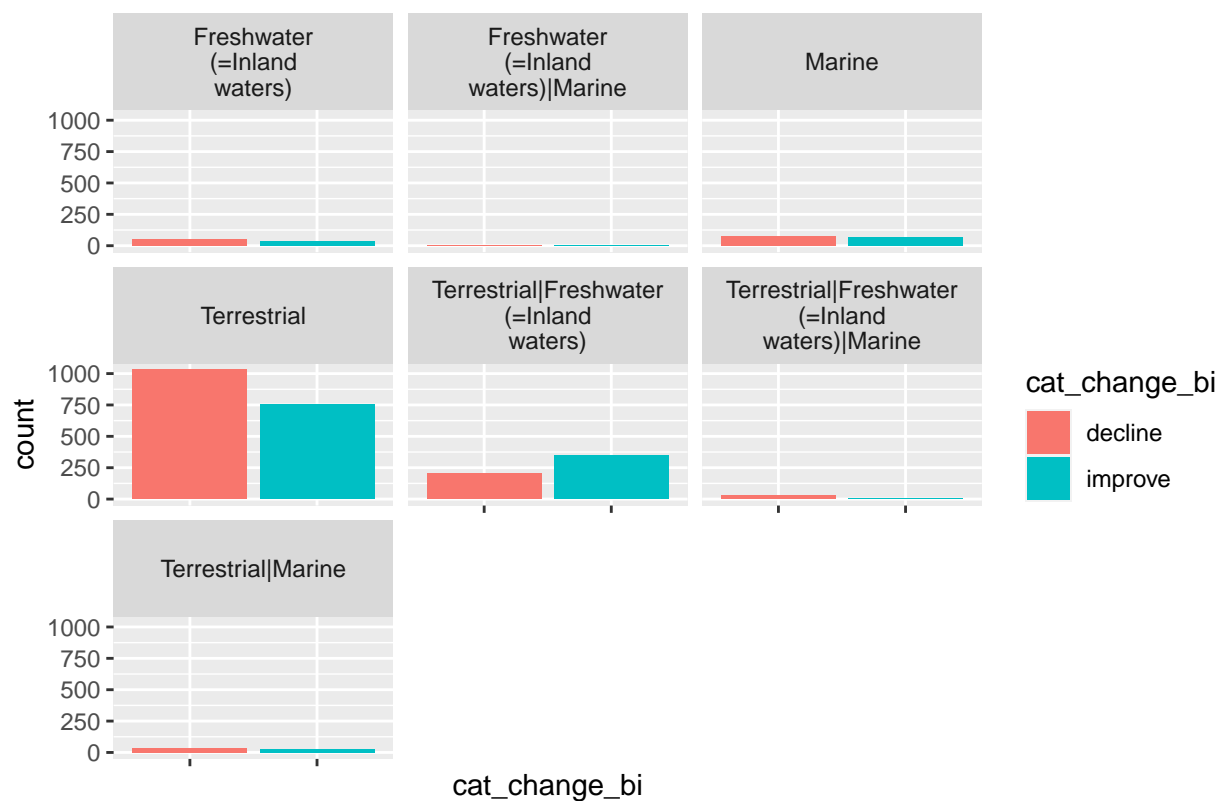 Freshwater
(=Inland
waters)
Freshwater
(=Inland
waters)|Marine
Marine
1000
750
500
250
0
Terrestrial
Terrestrial|Freshwater
(=Inland
waters)
Terrestrial|Freshwater
(=Inland
waters)|Marine
1000
750
500
250
0
Terrestrial|Marine
1000
750
500
250
0
count
cat_change_bi
cat_change_bi
decline
improve